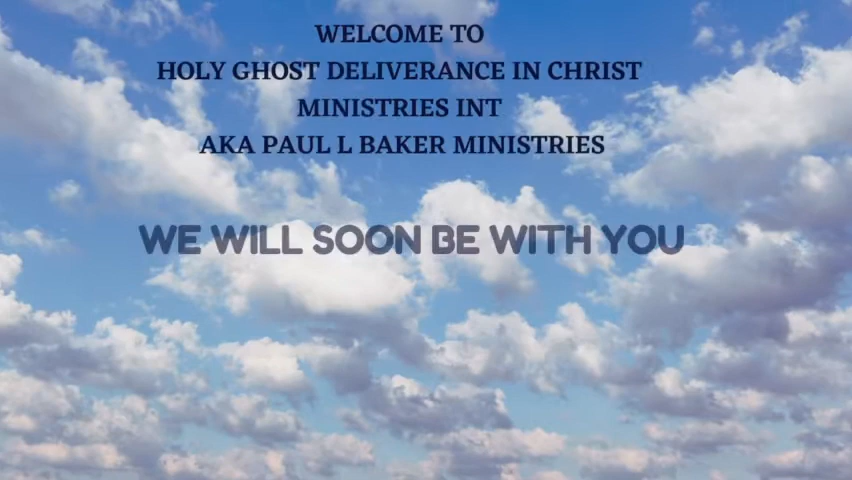 WELCOME TO
HOLY GHOST DELIVERANCE IN CHRIST
MINISTRIES INT
AKA PAUL L BAKER MINISTRIES
WE WILL SOON BE WITH YOU